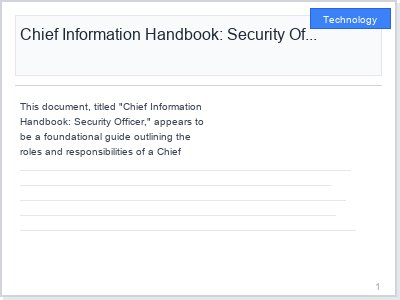 Technology
Chief Information Handbook: Security Of...
This document, titled "Chief Information
Handbook: Security Officer," appears to
be a foundational guide outlining the
roles and responsibilities of a Chief
1